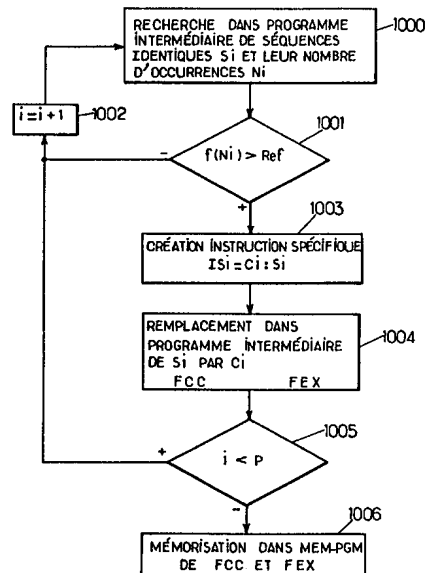 RECHERCHE DANS PROGRAMME
INTERMÉDIAIRE DE SÉQUENCES
IDENTIQUES Si ET LEUR NOMBRE
D'OCCURRENCES Ni
1000
i=i+1
1002
1001
f(Ni) > Ref
-
+
1003
CRÉATION INSTRUCTION SPÉCIFIQUE
ISi=Ci:Si
REMPLACEMENT DANS
PROGRAMME INTERMÉDIAIRE
DE Si PAR Ci
FCC FEX
1004
1005
i < P
+
-
1006
MÉMORISATION DANS MEM-PGM
DE FCC ET FEX